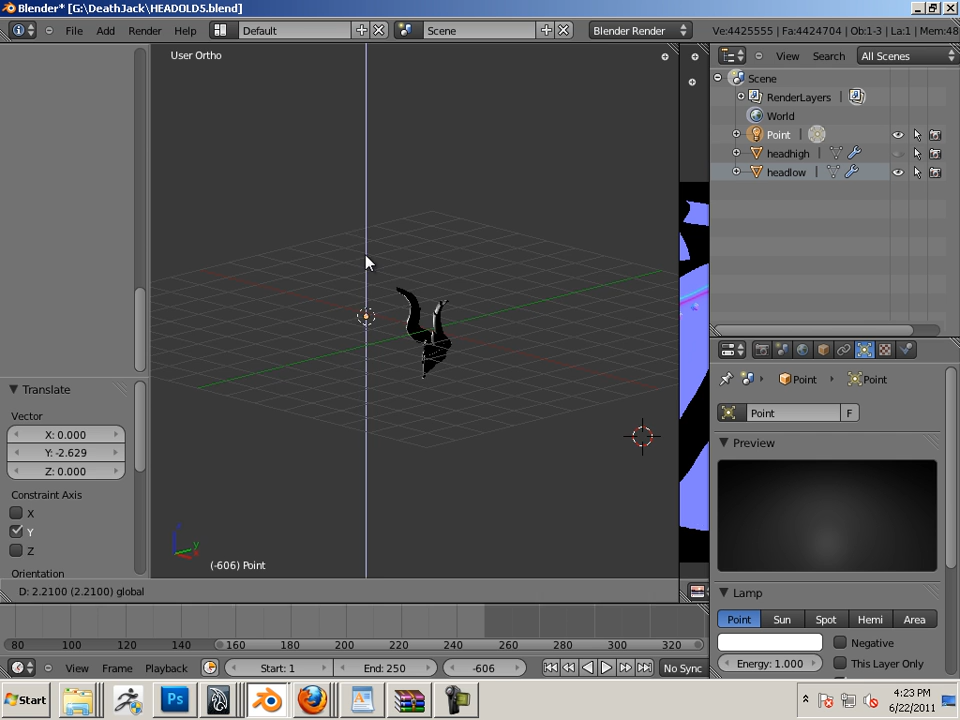 Blender* [G:\DeathJack\HEADOLD5.blend]
File Add Render Help Default Scene Blender Render Ve:4425555 | Fa:4424704 | Ob:1-3 | La:1 | Mem:48
User Ortho
View Search All Scenes
Scene
RenderLayers |
World
Point |
headhigh |
headlow |
Translate
Vector
X: 0.000
Y: -2.629
Z: 0.000
Constraint Axis
X
Y
Z
Orientation
(-606) Point
D: 2.2100 (2.2100) global
Point Point
Point F
Preview
Lamp
Point Sun Spot Hemi Area
Negative
Energy: 1.000 This Layer Only
80 100 120 140 160 180 200 220 240 260 280 300 320
View Frame Playback Start: 1 End: 250 -606 No Sync
Start Ps 4:23 PM
6/22/2011